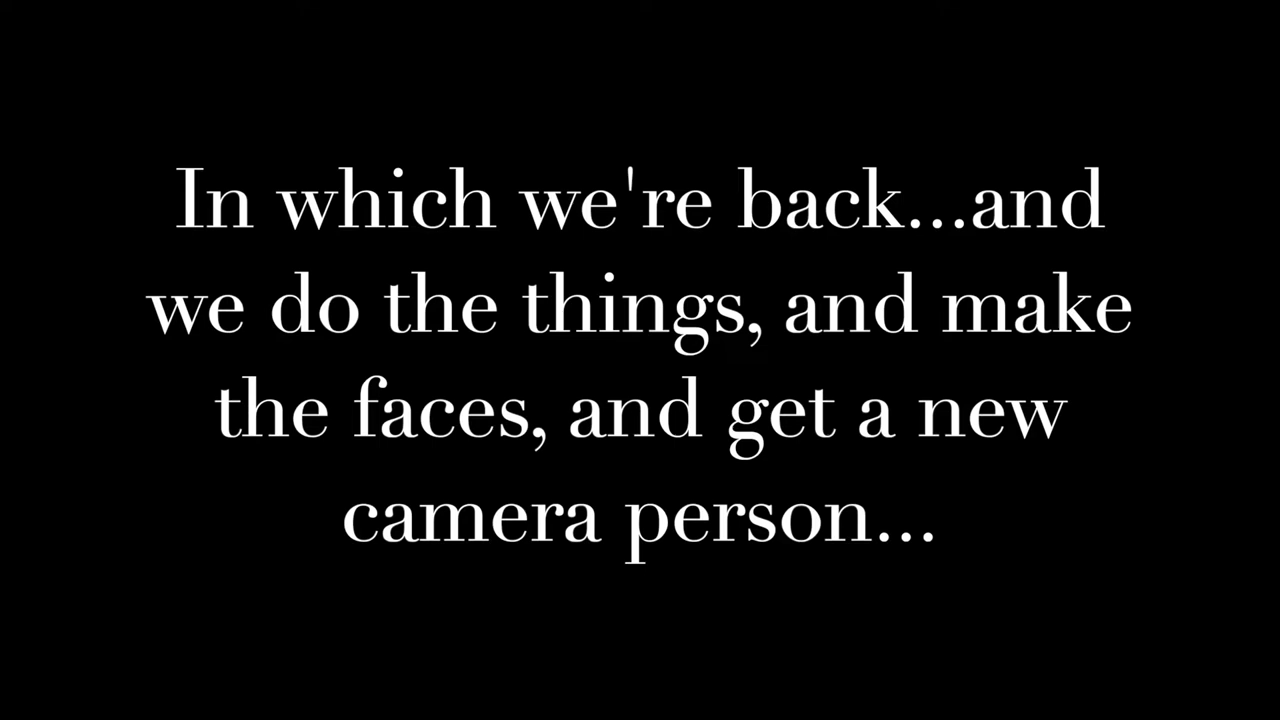 In which we're back...and
we do the things, and make
the faces, and get a new
camera person...